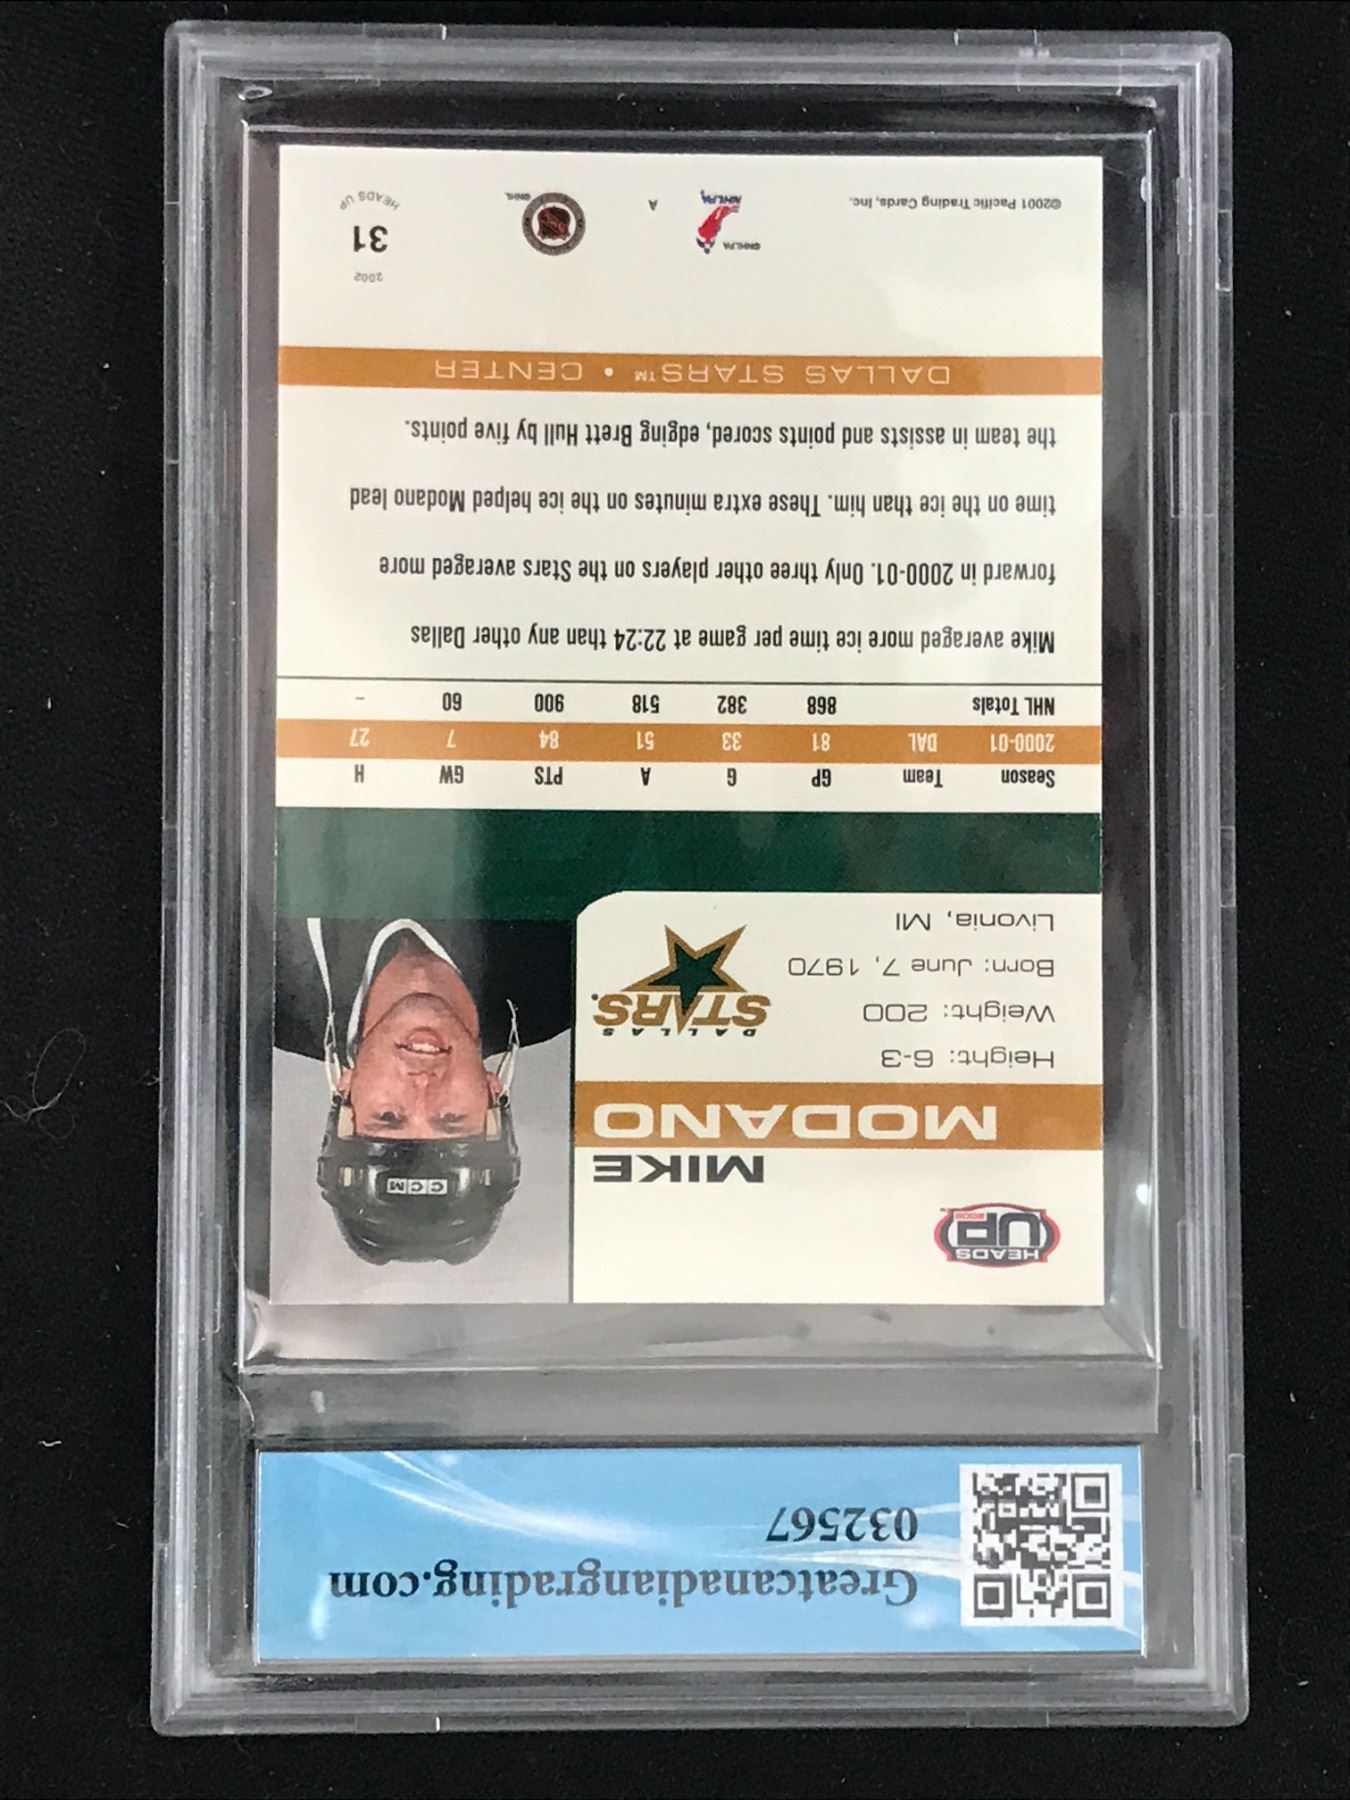 Greatcanadiangrading.com
032567
HEADS
UP
2002
MIKE
MODANO
Height: 6-3
Weight: 200
Born: June 7, 1970
Livonia, MI
DALLAS
STARS
CCM
Season Team GP G A PTS GW H
2000-01 DAL 81 33 51 84 7 27
NHL Totals 868 382 518 900 60 -
Mike averaged more ice time per game at 22:24 than any other Dallas
forward in 2000-01. Only three other players on the Stars averaged more
time on the ice than him. These extra minutes on the ice helped Modano lead
the team in assists and points scored, edging Brett Hull by five points.
DALLAS STARS™ • CENTER
©2001 Pacific Trading Cards, Inc.
©NHLPA
NHLPA
A
NHL
©NHL
2002
31
HEADS UP